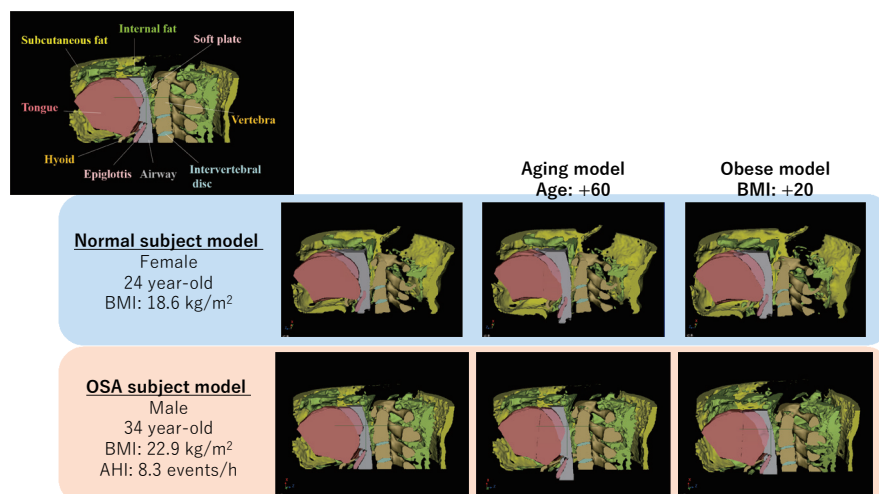 Internal fat
Subcutaneous fat
Soft plate
Tongue
Vertebra
Hyoid
Epiglottis
Airway
Intervertebral
disc
Aging model
Age: +60
Obese model
BMI: +20
Normal subject model
Female
24 year-old
BMI: 18.6 kg/m²
OSA subject model
Male
34 year-old
BMI: 22.9 kg/m²
AHI: 8.3 events/h